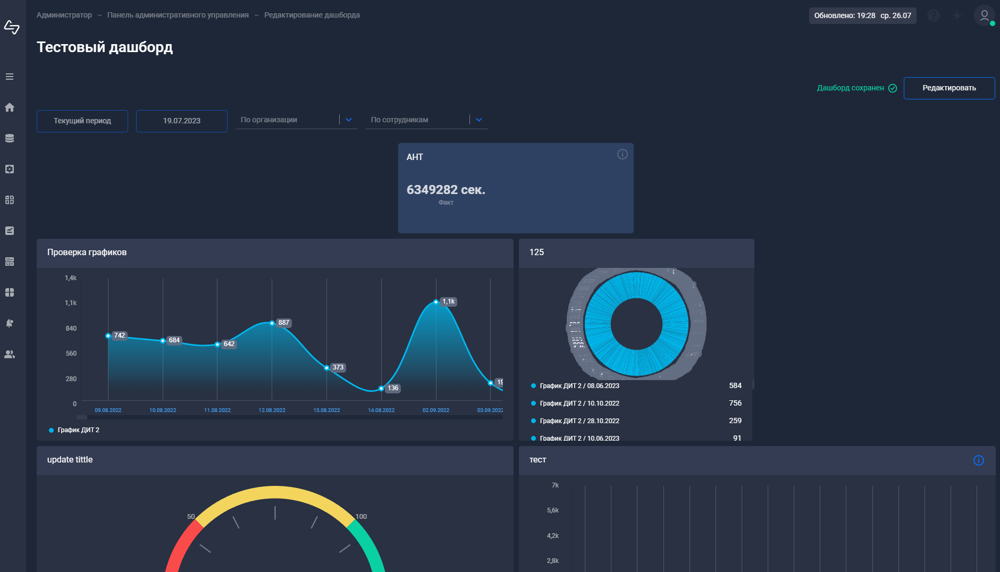 Администратор – Панель административного управления – Редактирование дашборда
Обновлено: 19:28 ср. 26.07
Тестовый дашборд
Дашборд сохранен
Редактировать
Текущий период
19.07.2023
По организации
По сотрудникам
АНТ
6349282 сек.
Факт
Проверка графиков
1,4k
1,1k
840
560
280
0
742
684
642
887
373
136
1,1k
09.08.2022
10.08.2022
11.08.2022
12.08.2022
13.08.2022
14.08.2022
02.09.2022
03.09.2022
График ДИТ 2
125
График ДИТ 2 / 08.06.2023 584
График ДИТ 2 / 10.10.2022 756
График ДИТ 2 / 28.10.2022 259
График ДИТ 2 / 10.06.2023 91
update tittle
50
100
тест
7k
5,6k
4,2k
2,8k